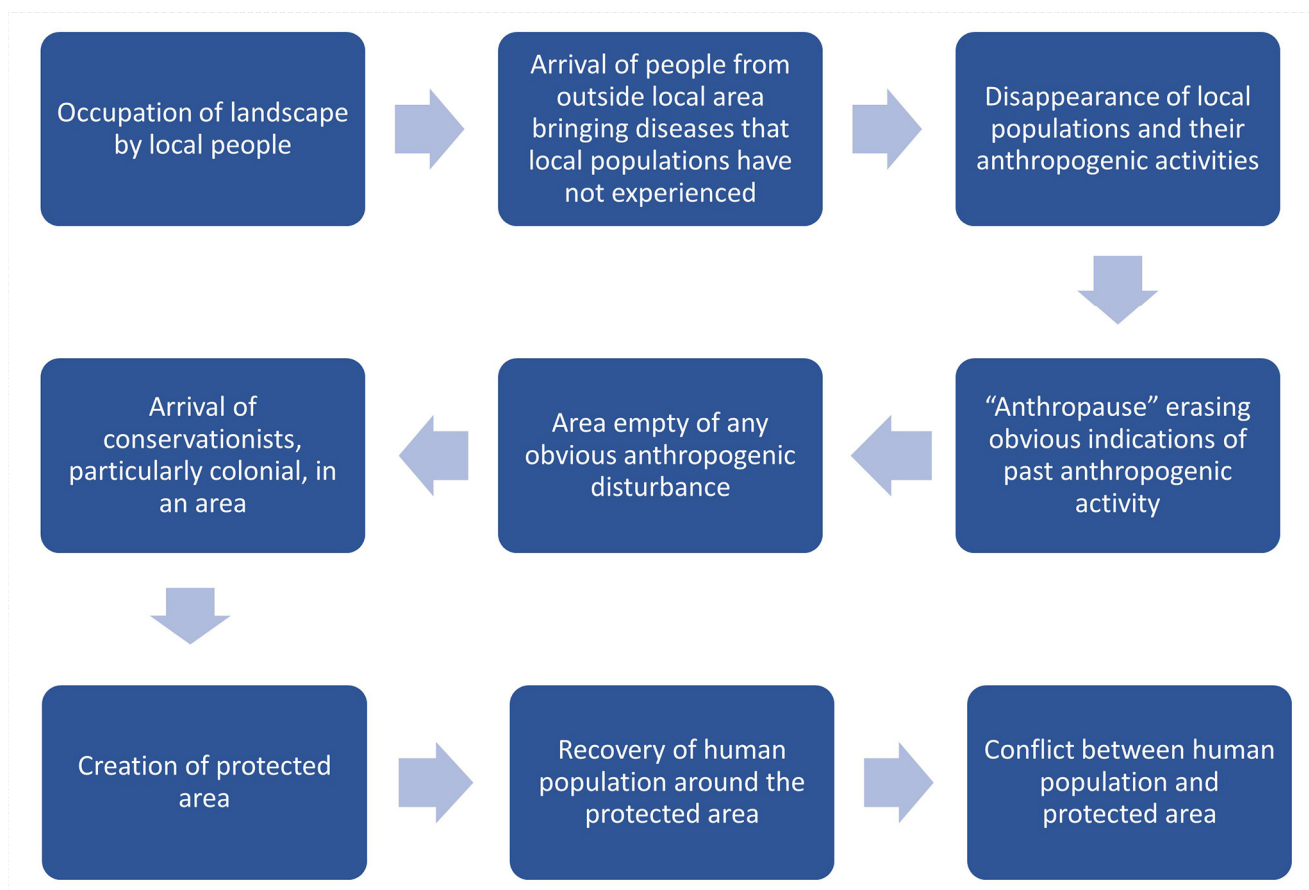 Occupation of landscape
by local people
Arrival of people from
outside local area
bringing diseases that
local populations have
not experienced
Disappearance of local
populations and their
anthropogenic activities
“Anthropause” erasing
obvious indications of
past anthropogenic
activity
Area empty of any
obvious anthropogenic
disturbance
Arrival of
conservationists,
particularly colonial, in
an area
Creation of protected
area
Recovery of human
population around the
protected area
Conflict between human
population and
protected area